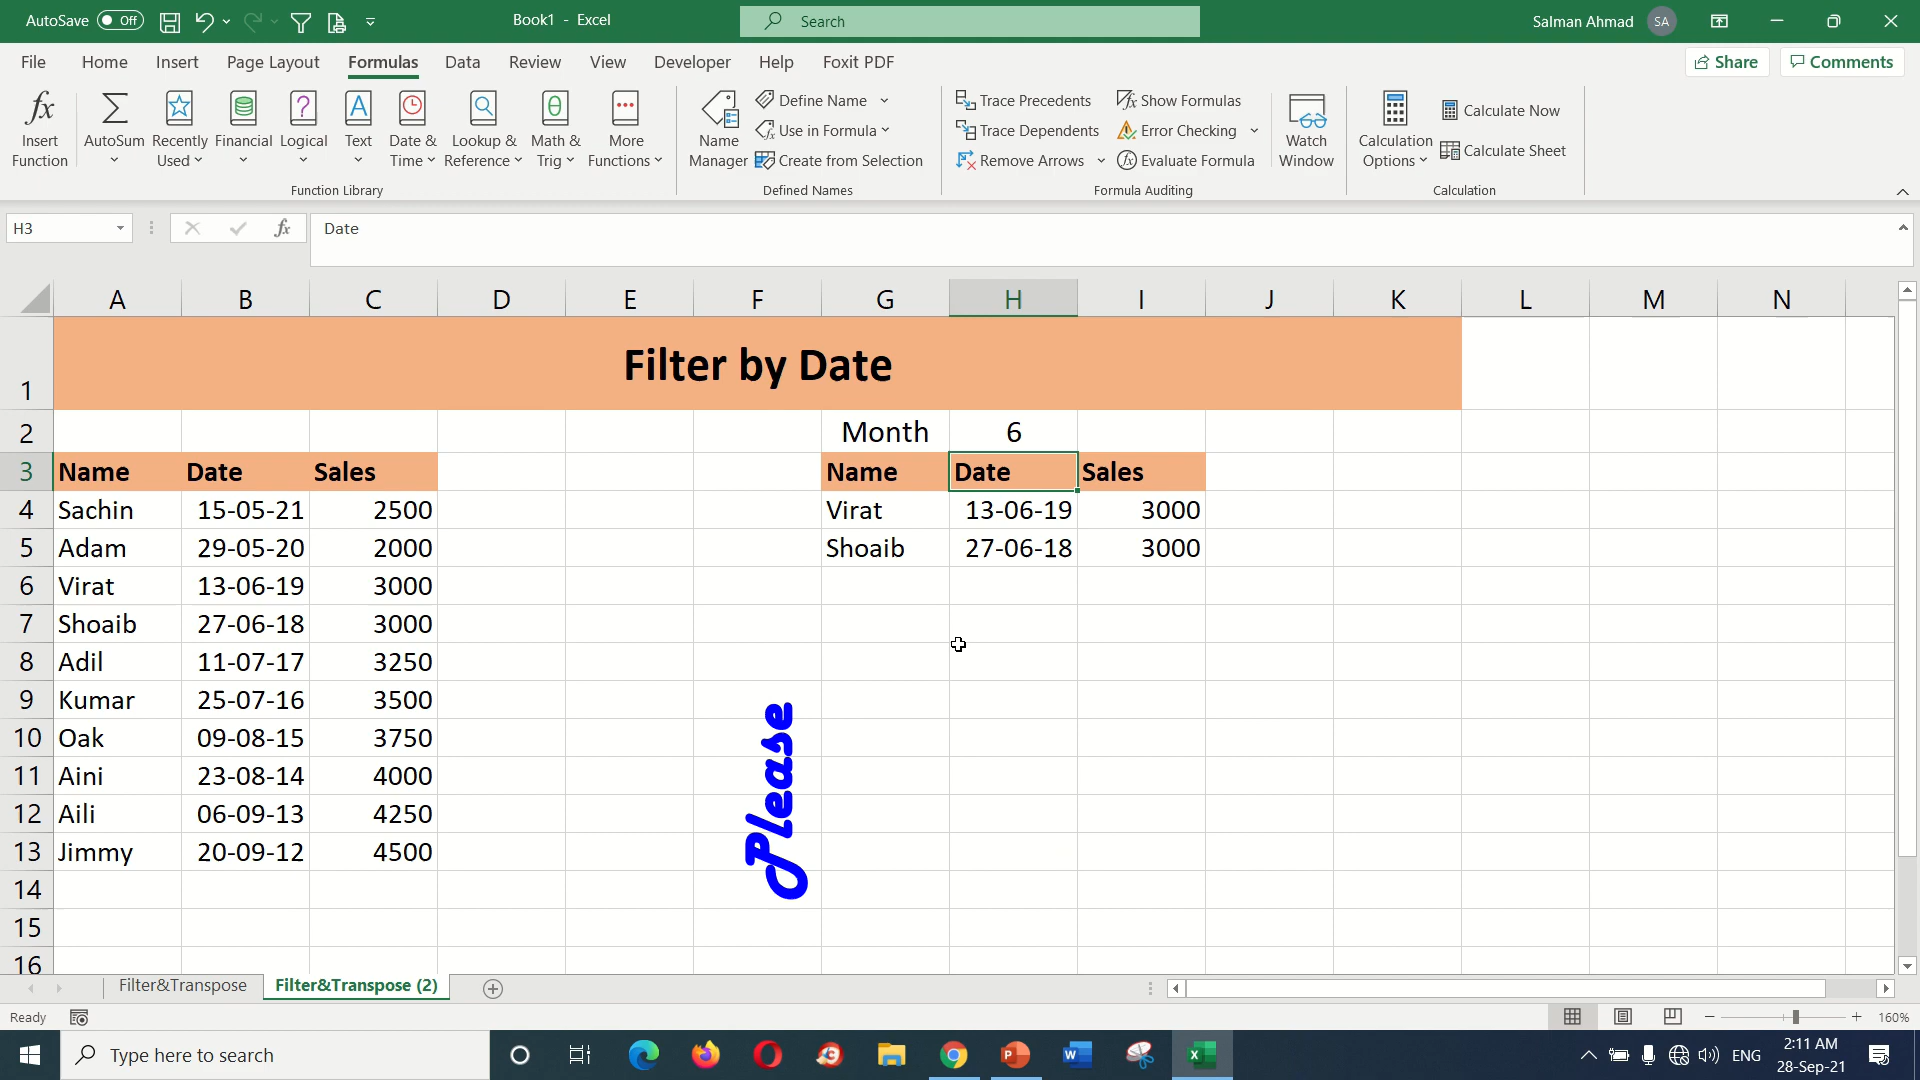 AutoSave Off Book1 - Excel Search Salman Ahmad SA
File Home Insert Page Layout Formulas Data Review View Developer Help Foxit PDF Share Comments
Insert Function
AutoSum
Recently Used
Financial
Logical
Text
Date & Time
Lookup & Reference
Math & Trig
More Functions
Function Library
Name Manager
Define Name
Use in Formula
Create from Selection
Defined Names
Trace Precedents
Trace Dependents
Remove Arrows
Show Formulas
Error Checking
Evaluate Formula
Formula Auditing
Watch Window
Calculation Options
Calculate Now
Calculate Sheet
Calculation
H3 fx Date
A B C D E F G H I J K L M N
1 Filter by Date
2 Month 6
3 Name Date Sales Name Date Sales
4 Sachin 15-05-21 2500 Virat 13-06-19 3000
5 Adam 29-05-20 2000 Shoaib 27-06-18 3000
6 Virat 13-06-19 3000
7 Shoaib 27-06-18 3000
8 Adil 11-07-17 3250
9 Kumar 25-07-16 3500
10 Oak 09-08-15 3750
11 Aini 23-08-14 4000
12 Aili 06-09-13 4250
13 Jimmy 20-09-12 4500
Please
14
15
16
Filter&Transpose Filter&Transpose (2)
Ready 160%
Type here to search ENG 2:11 AM
28-Sep-21